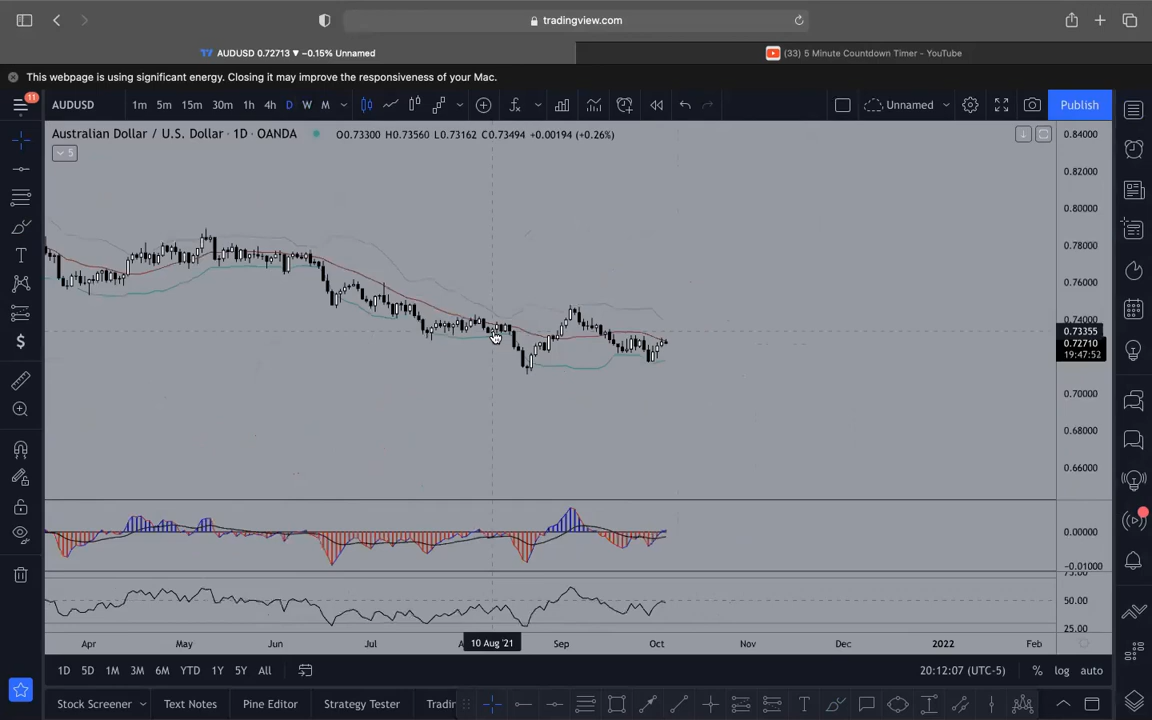 tradingview.com
AUDUSD 0.72713 ▼ −0.15% Unnamed
(33) 5 Minute Countdown Timer - YouTube
This webpage is using significant energy. Closing it may improve the responsiveness of your Mac.
11
AUDUSD 1m 5m 15m 30m 1h 4h D W M Unnamed Publish
Australian Dollar / U.S. Dollar · 1D · OANDA O0.73300 H0.73560 L0.73162 C0.73494 +0.00194 (+0.26%)
5
0.84000
0.82000
0.80000
0.78000
0.76000
0.74000
0.73355
0.72710
19:47:52
0.70000
0.68000
0.66000
0.00000
-0.01000
75.00
50.00
25.00
Apr May Jun Jul A 10 Aug '21 Sep Oct Nov Dec 2022 Feb
1D 5D 1M 3M 6M YTD 1Y 5Y All 20:12:07 (UTC-5) % log auto
Stock Screener Text Notes Pine Editor Strategy Tester Tradin